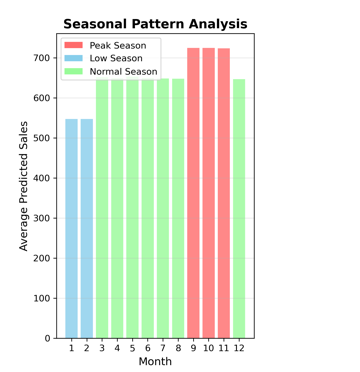 Seasonal Pattern Analysis
Peak Season
Low Season
Normal Season
700
600
500
400
300
200
100
0
Average Predicted Sales
1 2 3 4 5 6 7 8 9 10 11 12
Month